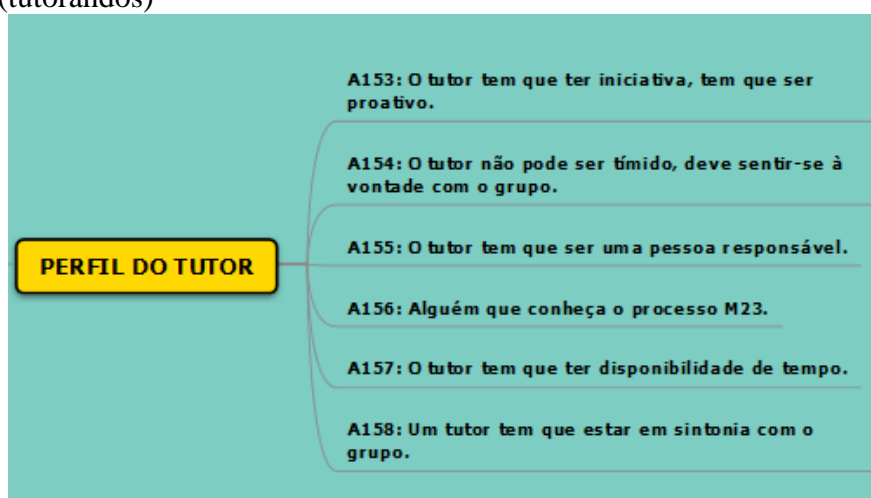 (tutorandos)
A153: O tutor tem que ter iniciativa, tem que ser
proativo.
A154: O tutor não pode ser tímido, deve sentir-se à
vontade com o grupo.
PERFIL DO TUTOR
A155: O tutor tem que ser uma pessoa responsável.
A156: Alguém que conheça o processo M23.
A157: O tutor tem que ter disponibilidade de tempo.
A158: Um tutor tem que estar em sintonia com o
grupo.